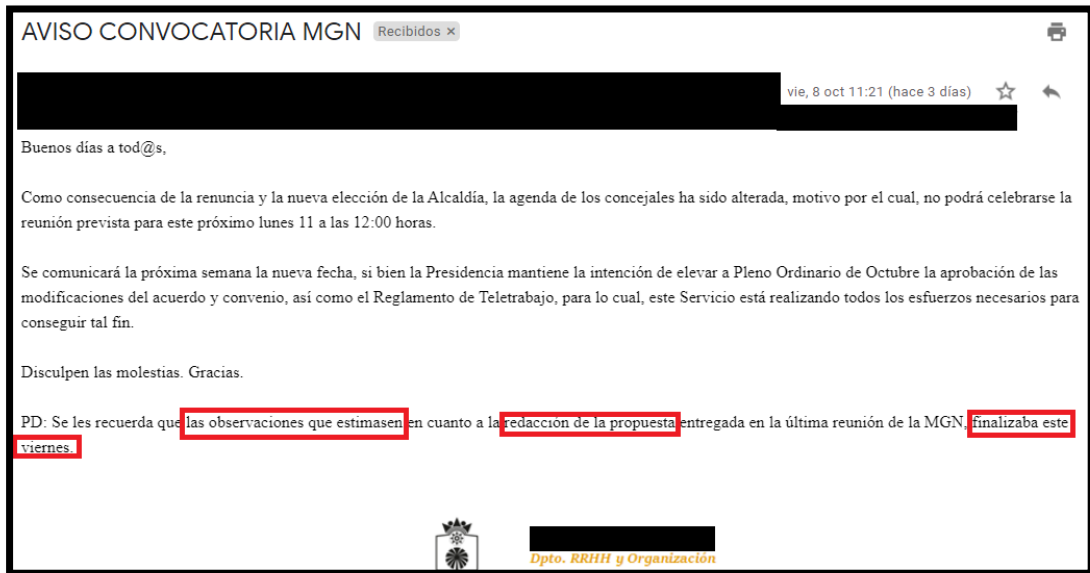 AVISO CONVOCATORIA MGN Recibidos ×
vie, 8 oct 11:21 (hace 3 días)
Buenos días a tod@s,
Como consecuencia de la renuncia y la nueva elección de la Alcaldía, la agenda de los concejales ha sido alterada, motivo por el cual, no podrá celebrarse la
reunión prevista para este próximo lunes 11 a las 12:00 horas.
Se comunicará la próxima semana la nueva fecha, si bien la Presidencia mantiene la intención de elevar a Pleno Ordinario de Octubre la aprobación de las
modificaciones del acuerdo y convenio, así como el Reglamento de Teletrabajo, para lo cual, este Servicio está realizando todos los esfuerzos necesarios para
conseguir tal fin.
Disculpen las molestias. Gracias.
PD: Se les recuerda que las observaciones que estimasen en cuanto a la redacción de la propuesta entregada en la última reunión de la MGN, finalizaba este
viernes.
Dpto. RRHH y Organización